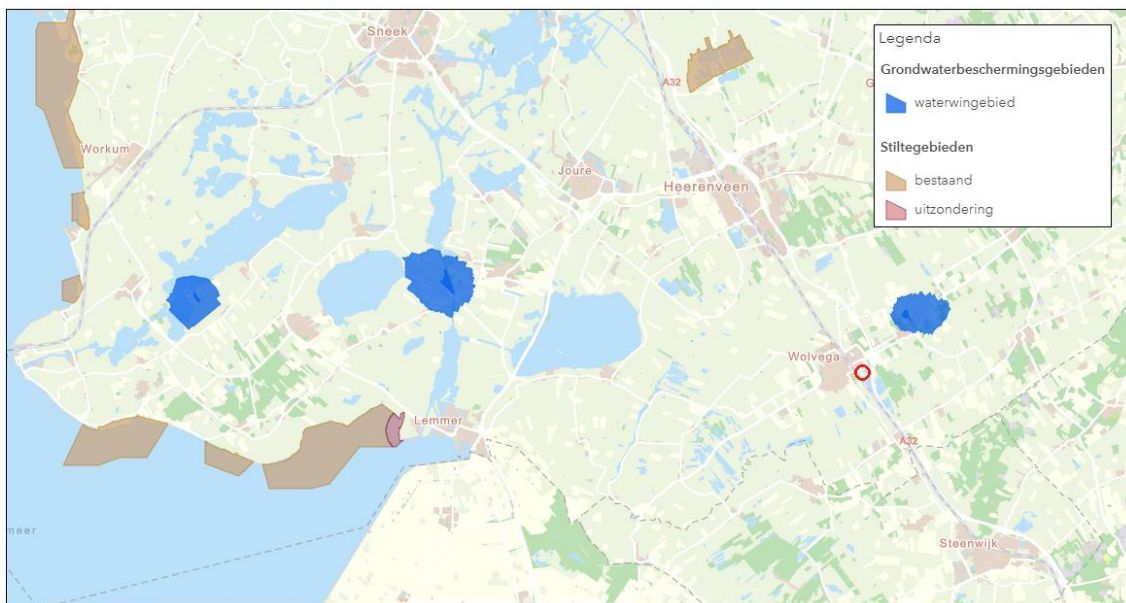 Sneek
A32
Workum
Joure
Heerenveen
Wolvega
Lemmer
A32
meer
Steenwijk
Legenda
Grondwaterbeschermingsgebieden
waterwingebied
Stiltegebieden
bestaand
uitzondering